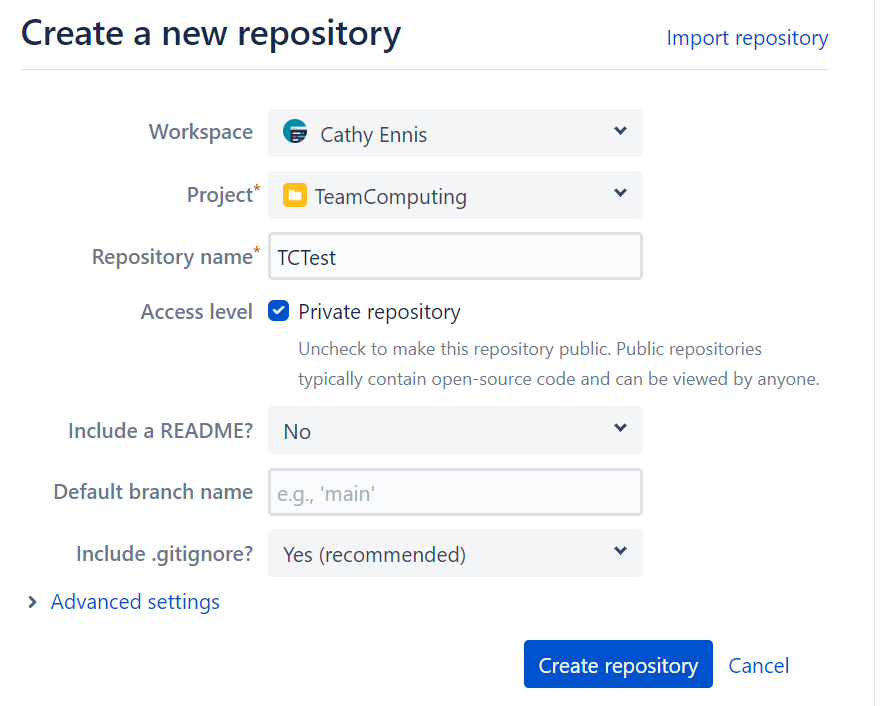 Create a new repository
Import repository
Workspace
Cathy Ennis
Project*
TeamComputing
Repository name*
TCTest
Access level
Private repository
Uncheck to make this repository public. Public repositories
typically contain open-source code and can be viewed by anyone.
Include a README?
No
Default branch name
e.g., 'main'
Include .gitignore?
Yes (recommended)
Advanced settings
Create repository
Cancel